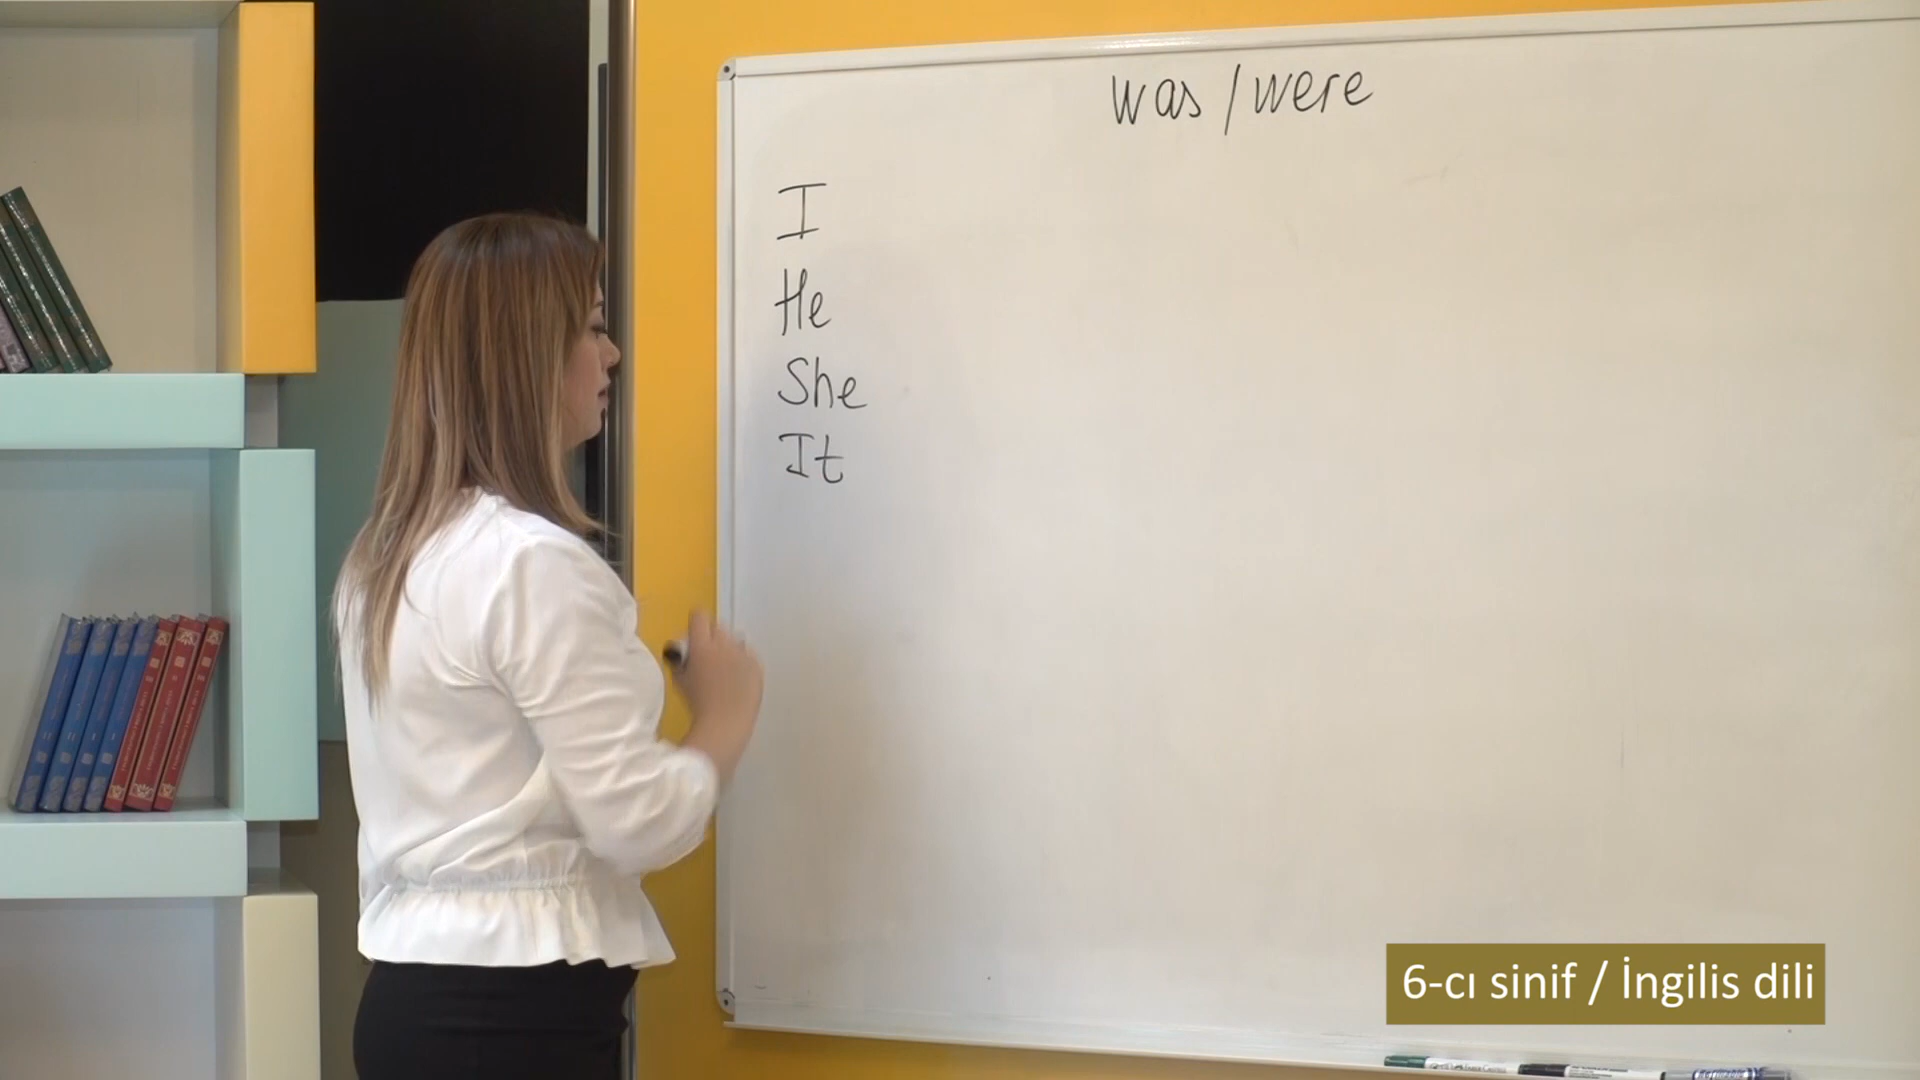 was / were
I
He
She
It
6-cı sinif / İngilis dili